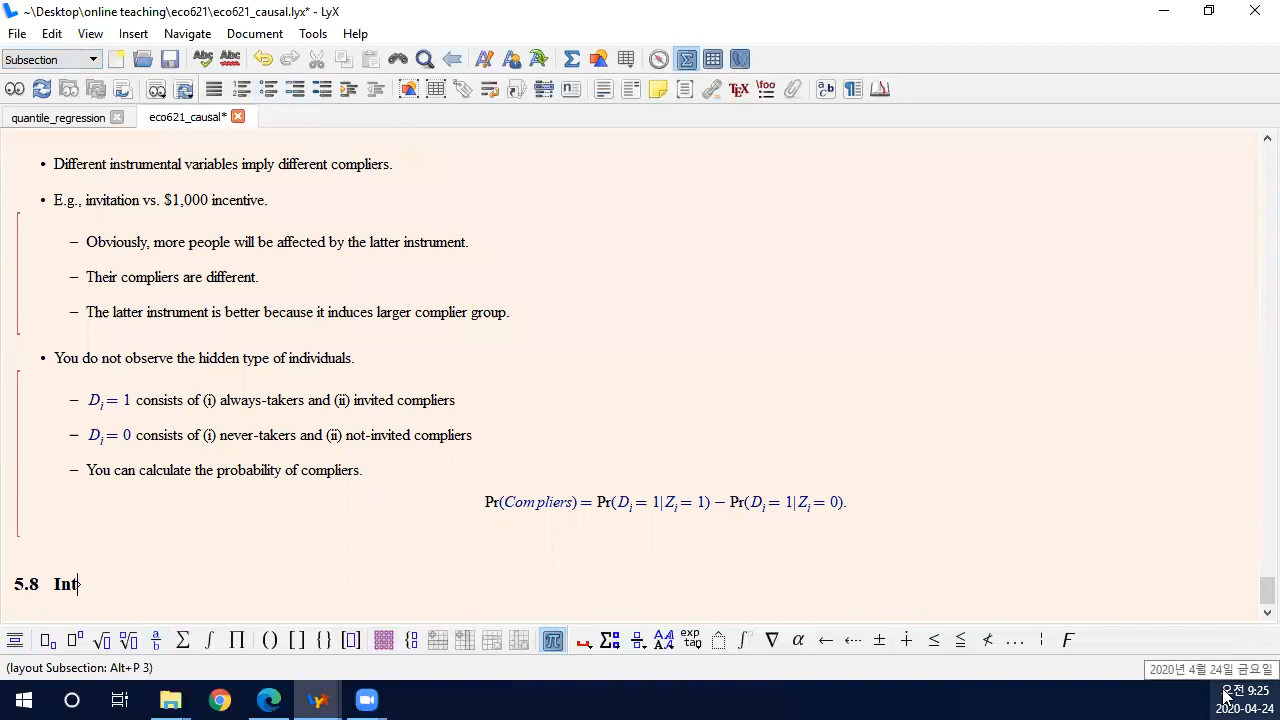 ~\Desktop\online teaching\eco621\eco621_causal.lyx* - LyX
File Edit View Insert Navigate Document Tools Help
Subsection
quantile_regression eco621_causal*
• Different instrumental variables imply different compliers.
• E.g., invitation vs. $1,000 incentive.
– Obviously, more people will be affected by the latter instrument.
– Their compliers are different.
– The latter instrument is better because it induces larger complier group.
• You do not observe the hidden type of individuals.
– D_i = 1 consists of (i) always-takers and (ii) invited compliers
– D_i = 0 consists of (i) never-takers and (ii) not-invited compliers
– You can calculate the probability of compliers.
Pr(Compliers) = Pr(D_i = 1|Z_i = 1) − Pr(D_i = 1|Z_i = 0).
5.8 Int
(layout Subsection: Alt+P 3)
2020년 4월 24일 금요일
오전 9:25
2020-04-24